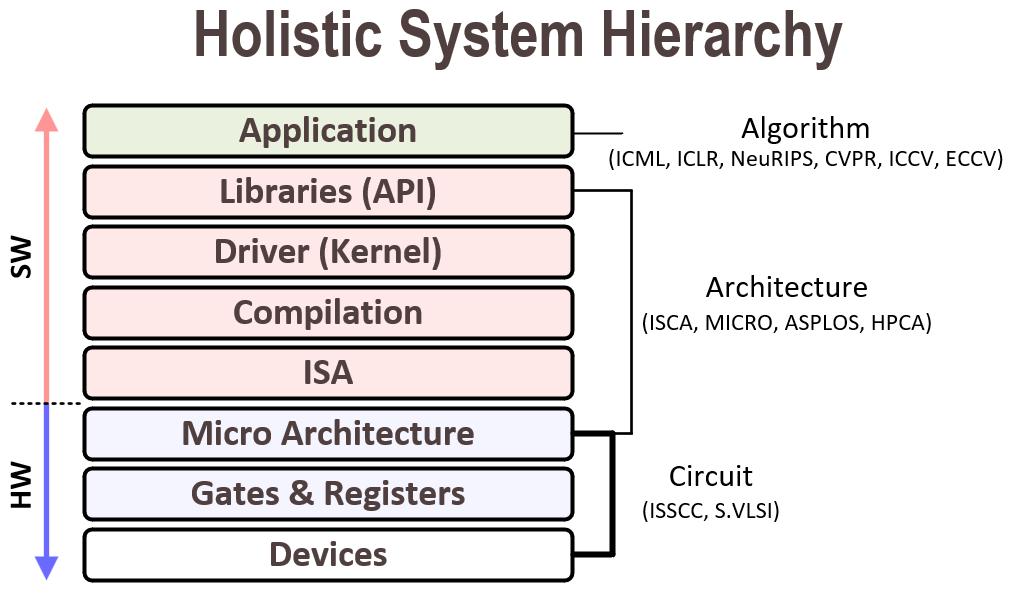 Holistic System Hierarchy
Application
Libraries (API)
Driver (Kernel)
Compilation
ISA
Micro Architecture
Gates & Registers
Devices
SW
HW
Algorithm
(ICML, ICLR, NeuRIPS, CVPR, ICCV, ECCV)
Architecture
(ISCA, MICRO, ASPLOS, HPCA)
Circuit
(ISSCC, S.VLSI)